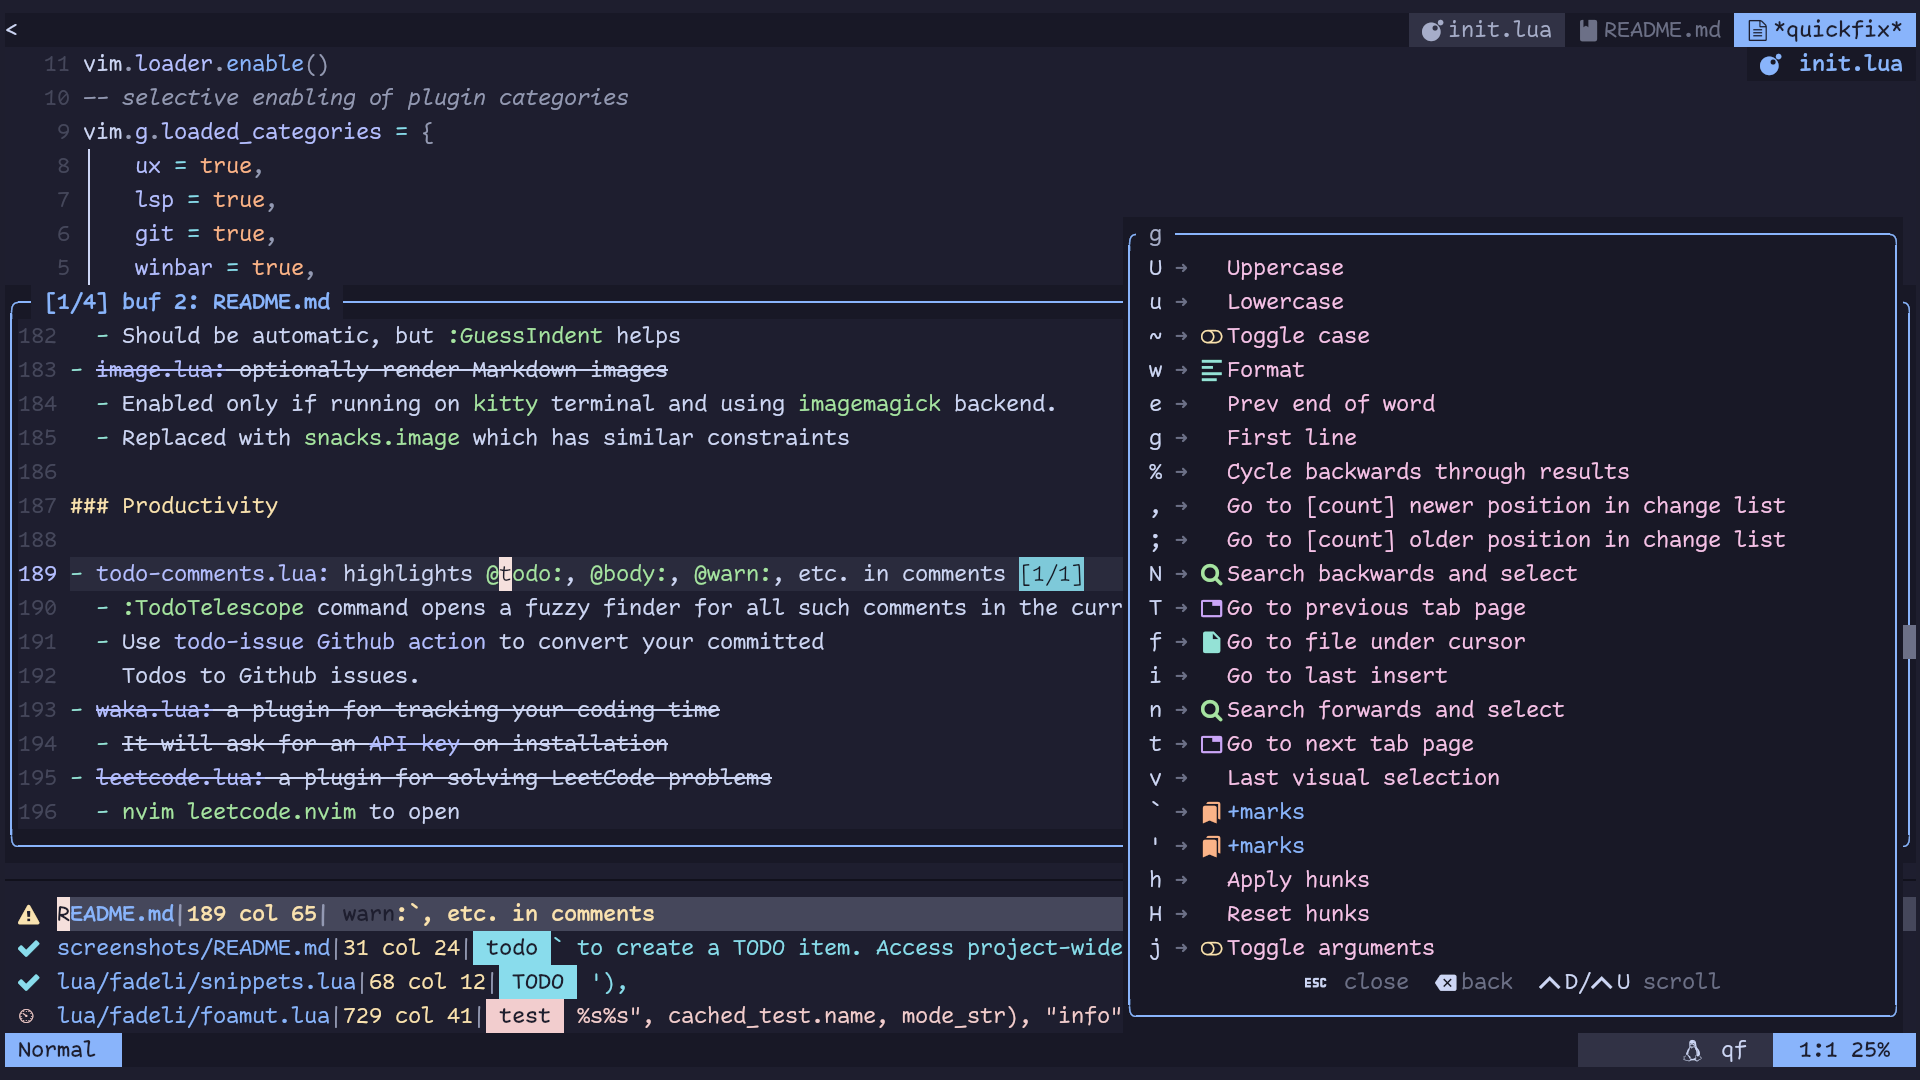 <
init.lua README.md *quickfix*
init.lua
11 vim.loader.enable()
10 -- selective enabling of plugin categories
9 vim.g.loaded_categories = {
8 ux = true,
7 lsp = true,
6 git = true,
5 winbar = true,
[1/4] buf 2: README.md
182 - Should be automatic, but :GuessIndent helps
183 - image.lua: optionally render Markdown images
184 - Enabled only if running on kitty terminal and using imagemagick backend.
185 - Replaced with snacks.image which has similar constraints
186
187 ### Productivity
188
189 - todo-comments.lua: highlights @todo:, @body:, @warn:, etc. in comments [1/1]
190 - :TodoTelescope command opens a fuzzy finder for all such comments in the curr
191 - Use todo-issue Github action to convert your committed
192 Todos to Github issues.
193 - waka.lua: a plugin for tracking your coding time
194 - It will ask for an API key on installation
195 - leetcode.lua: a plugin for solving LeetCode problems
196 - nvim leetcode.nvim to open
README.md|189 col 65| warn:`, etc. in comments
screenshots/README.md|31 col 24| todo ` to create a TODO item. Access project-wide
lua/fadeli/snippets.lua|68 col 12| TODO '),
lua/fadeli/foamut.lua|729 col 41| test %s%s", cached_test.name, mode_str), "info"
g
U → Uppercase
u → Lowercase
~ → Toggle case
w → Format
e → Prev end of word
g → First line
% → Cycle backwards through results
, → Go to [count] newer position in change list
; → Go to [count] older position in change list
N → Search backwards and select
T → Go to previous tab page
f → Go to file under cursor
i → Go to last insert
n → Search forwards and select
t → Go to next tab page
v → Last visual selection
` → +marks
' → +marks
h → Apply hunks
H → Reset hunks
j → Toggle arguments
ESC close back ^D/^U scroll
Normal qf 1:1 25%